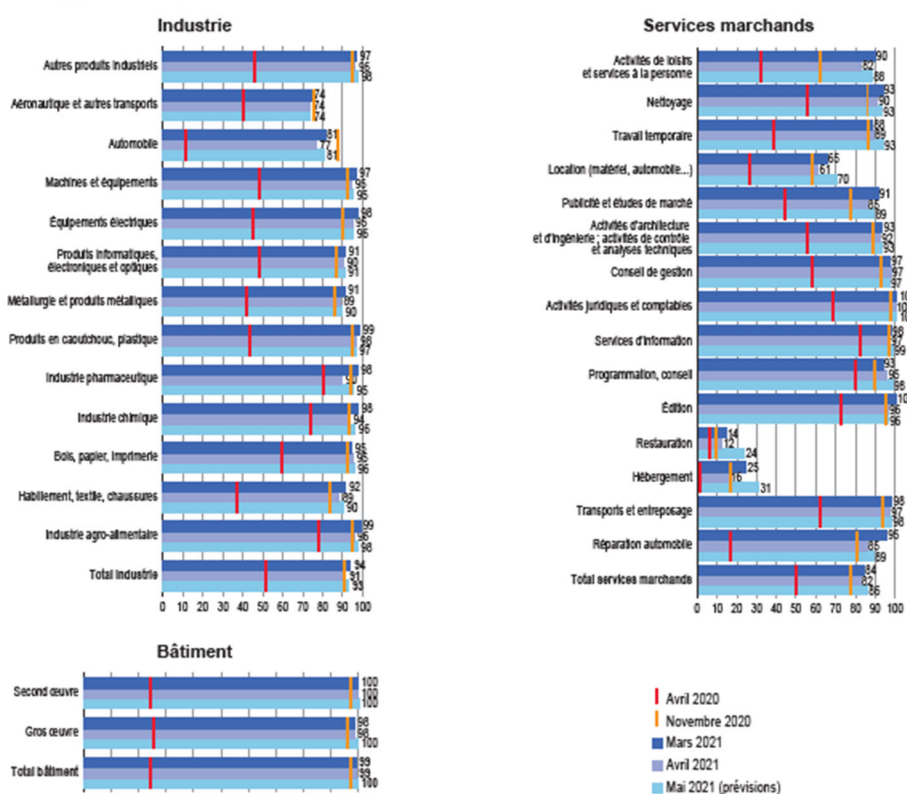 Industrie
Autres produits industriels
97
96
98
Aéronautique et autres transports
74
74
74
Automobile
81
77
81
Machines et équipements
97
95
95
Équipements électriques
98
95
95
Produits informatiques,
électroniques et optiques
91
90
91
Métallurgie et produits métalliques
91
89
90
Produits en caoutchouc, plastique
99
98
97
Industrie pharmaceutique
98
90
95
Industrie chimique
98
94
96
Bois, papier, imprimerie
95
95
96
Habillement, textile, chaussures
92
89
90
Industrie agro-alimentaire
99
96
98
Total industrie
94
91
93
0 10 20 30 40 50 60 70 80 90 100
Services marchands
Activités de loisirs
et services à la personne
90
82
88
Nettoyage
93
90
93
Travail temporaire
88
89
93
Location (matériel, automobile...)
65
61
70
Publicité et études de marché
91
85
89
Activités d'architecture
et d'ingénierie ; activités de contrôle
et analyses techniques
93
92
93
Conseil de gestion
97
97
97
Activités juridiques et comptables
10
10
10
Services d'information
98
97
99
Programmation, conseil
93
95
98
Édition
10
96
96
Restauration
14
12
24
Hébergement
25
16
31
Transports et entreposage
98
97
98
Réparation automobile
95
85
89
Total services marchands
84
82
86
0 10 20 30 40 50 60 70 80 90 100
Bâtiment
Second œuvre
100
100
100
Gros œuvre
98
98
100
Total bâtiment
99
99
100
Avril 2020
Novembre 2020
Mars 2021
Avril 2021
Mai 2021 (prévisions)